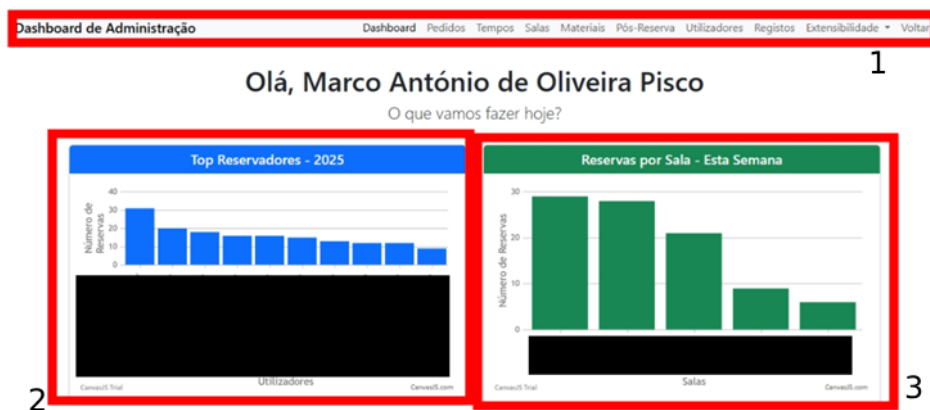 Dashboard de Administração Dashboard Pedidos Tempos Salas Materiais Pós-Reserva Utilizadores Registos Extensibilidade Voltar
1
Olá, Marco António de Oliveira Pisco
O que vamos fazer hoje?
Top Reservadores - 2025
40
30
20
10
0
Número de
Reservas
Utilizadores
CanvasJS Trial
CanvasJS.com
2
Reservas por Sala - Esta Semana
30
20
10
0
Número de Reservas
Salas
CanvasJS Trial
CanvasJS.com
3